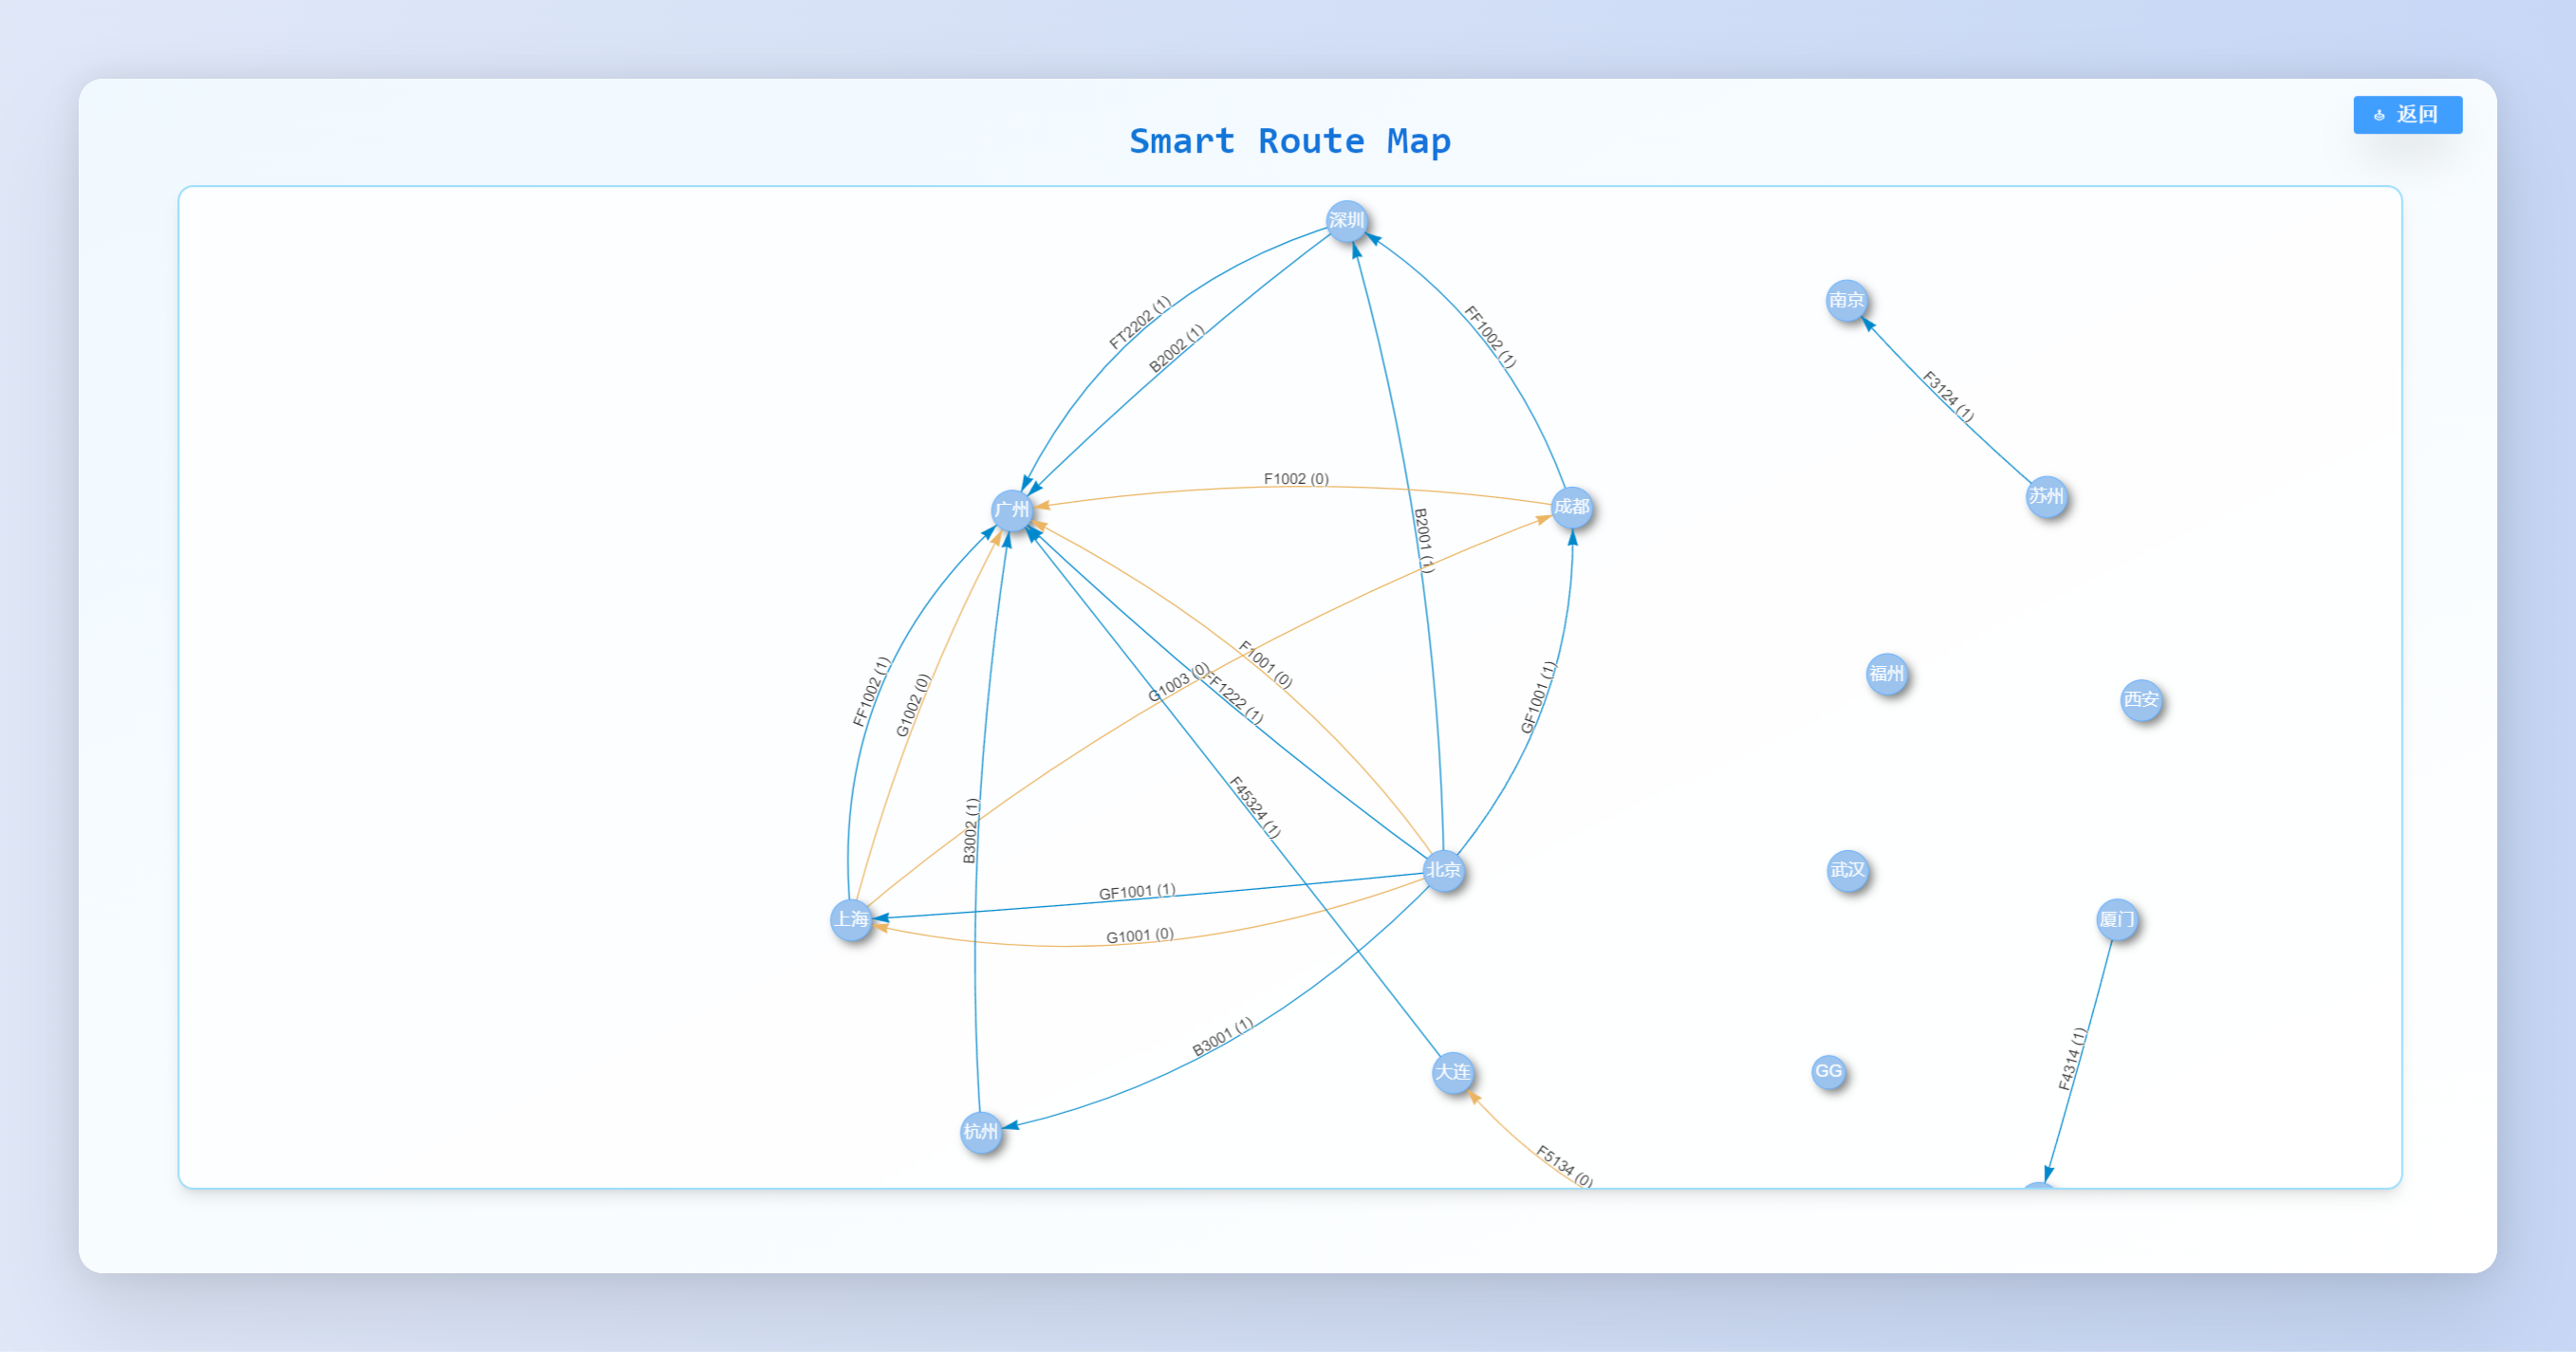 返回
Smart Route Map
深圳
南京
FT2202 (1)
B2002 (1)
FF1002 (1)
F3124 (1)
F1002 (0)
广州
成都
苏州
B2001 (1)
F1001 (0)
G1003 (0)
FF1222 (1)
FF1002 (1)
G1002 (0)
GF1001 (1)
福州
西安
F45324 (1)
B3002 (1)
北京
武汉
GF1001 (1)
上海
厦门
G1001 (0)
B3001 (1)
大连
GG
F4314 (1)
杭州
F5134 (0)